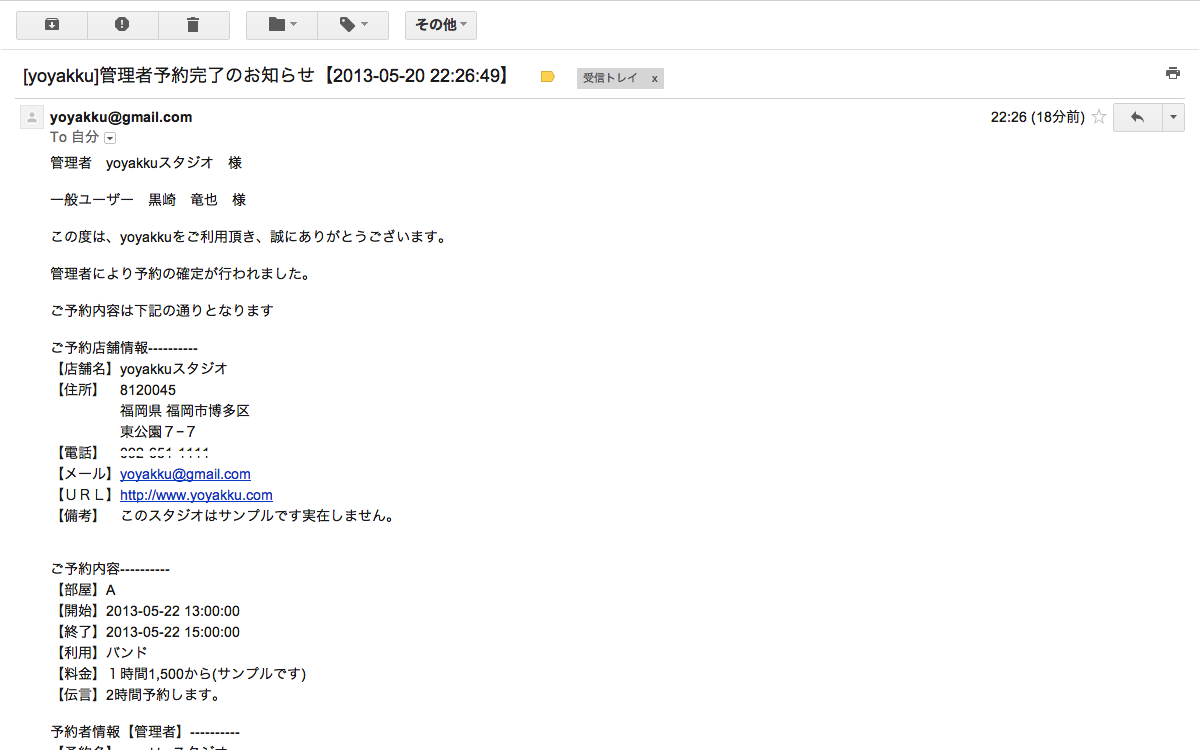 その他
[yoyakku]管理者予約完了のお知らせ【2013-05-20 22:26:49】
受信トレイ x
yoyakku@gmail.com
22:26 (18分前)
To 自分
管理者　yoyakkuスタジオ　様
一般ユーザー　黒崎　竜也　様
この度は、yoyakkuをご利用頂き、誠にありがとうございます。
管理者により予約の確定が行われました。
ご予約内容は下記の通りとなります
ご予約店舗情報----------
【店舗名】yoyakkuスタジオ
【住所】　8120045
福岡県 福岡市博多区
東公園７−７
【電話】
【メール】yoyakku@gmail.com
【ＵＲＬ】http://www.yoyakku.com
【備考】　このスタジオはサンプルです実在しません。
ご予約内容----------
【部屋】A
【開始】2013-05-22 13:00:00
【終了】2013-05-22 15:00:00
【利用】バンド
【料金】１時間1,500から(サンプルです)
【伝言】2時間予約します。
予約者情報【管理者】----------